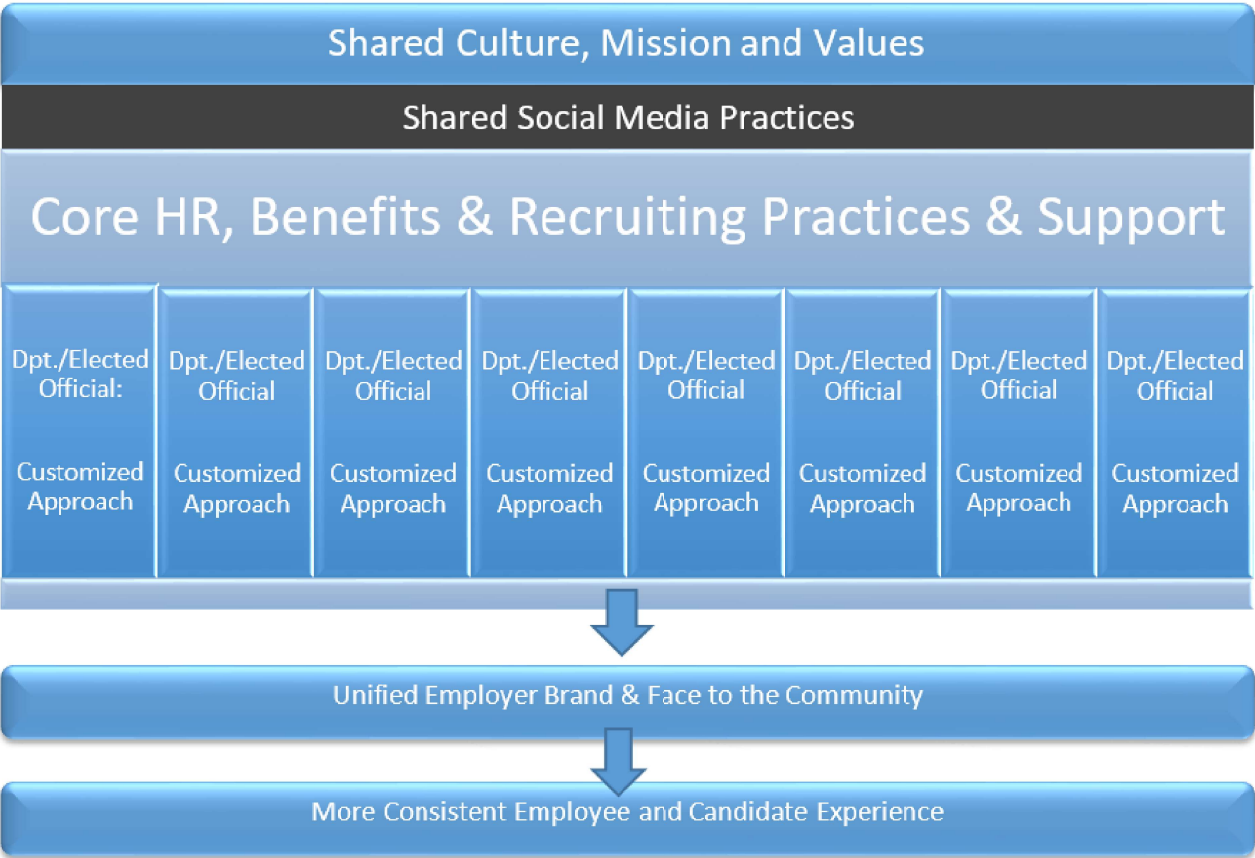 Shared Culture, Mission and Values
Shared Social Media Practices
Core HR, Benefits & Recruiting Practices & Support
Dpt./Elected
Official:
Customized
Approach
Dpt./Elected
Official
Customized
Approach
Dpt./Elected
Official
Customized
Approach
Dpt./Elected
Official
Customized
Approach
Dpt./Elected
Official
Customized
Approach
Dpt./Elected
Official
Customized
Approach
Dpt./Elected
Official
Customized
Approach
Dpt./Elected
Official
Customized
Approach
Unified Employer Brand & Face to the Community
More Consistent Employee and Candidate Experience